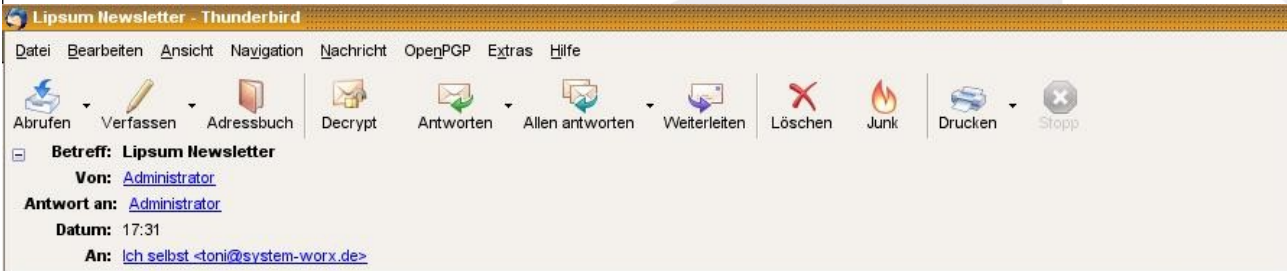 Lipsum Newsletter - Thunderbird
Datei Bearbeiten Ansicht Navigation Nachricht OpenPGP Extras Hilfe
Abrufen Verfassen Adressbuch Decrypt Antworten Allen antworten Weiterleiten Löschen Junk Drucken Stopp
Betreff: Lipsum Newsletter
Von: Administrator
Antwort an: Administrator
Datum: 17:31
An: Ich selbst <toni@system-worx.de>